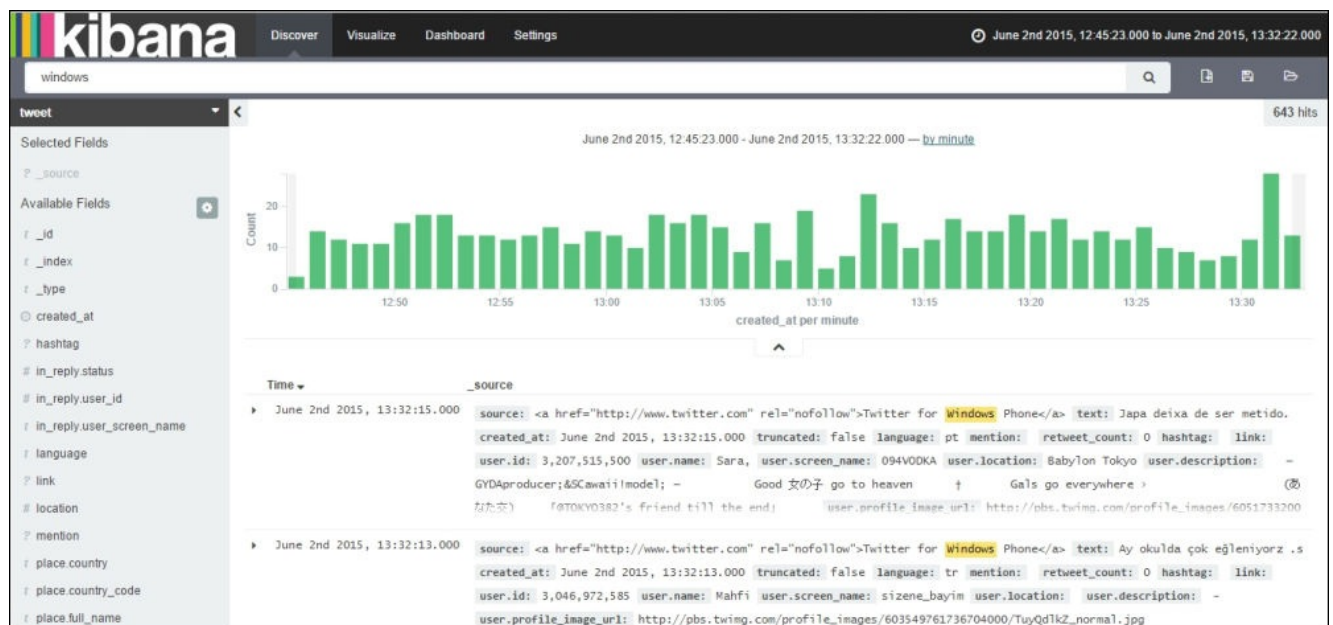 kibana Discover Visualize Dashboard Settings June 2nd 2015, 12:45:23.000 to June 2nd 2015, 13:32:22.000
windows
tweet
643 hits
Selected Fields
June 2nd 2015, 12:45:23.000 - June 2nd 2015, 13:32:22.000 — by minute
? _source
Available Fields
t _id
t _index
t _type
created_at
? hashtag
# in_reply.status
# in_reply.user_id
t in_reply.user_screen_name
t language
? link
# location
? mention
t place.country
t place.country_code
t place.full_name
Count
20
10
0
12:50 12:55 13:00 13:05 13:10 13:15 13:20 13:25 13:30
created_at per minute
Time _source
June 2nd 2015, 13:32:15.000 source: <a href="http://www.twitter.com" rel="nofollow">Twitter for Windows Phone</a> text: Japa deixa de ser metido.
created_at: June 2nd 2015, 13:32:15.000 truncated: false language: pt mention: retweet_count: 0 hashtag: link:
user.id: 3,207,515,500 user.name: Sara, user.screen_name: 094VODKA user.location: Babylon Tokyo user.description: –
GYDAproducer;&SCawaii!model; – Good 女の子 go to heaven † Gals go everywhere › (あ
なた交) 「@TOKYO382's friend till the end」 user.profile_image_url: http://pbs.twimg.com/profile_images/6051733200
June 2nd 2015, 13:32:13.000 source: <a href="http://www.twitter.com" rel="nofollow">Twitter for Windows Phone</a> text: Ay okulda çok eğleniyorz .s
created_at: June 2nd 2015, 13:32:13.000 truncated: false language: tr mention: retweet_count: 0 hashtag: link:
user.id: 3,046,972,585 user.name: Mahfi user.screen_name: sizene_bayim user.location: user.description: –
user.profile_image_url: http://pbs.twimg.com/profile_images/603549761736704000/TuyQdlkZ_normal.jpg